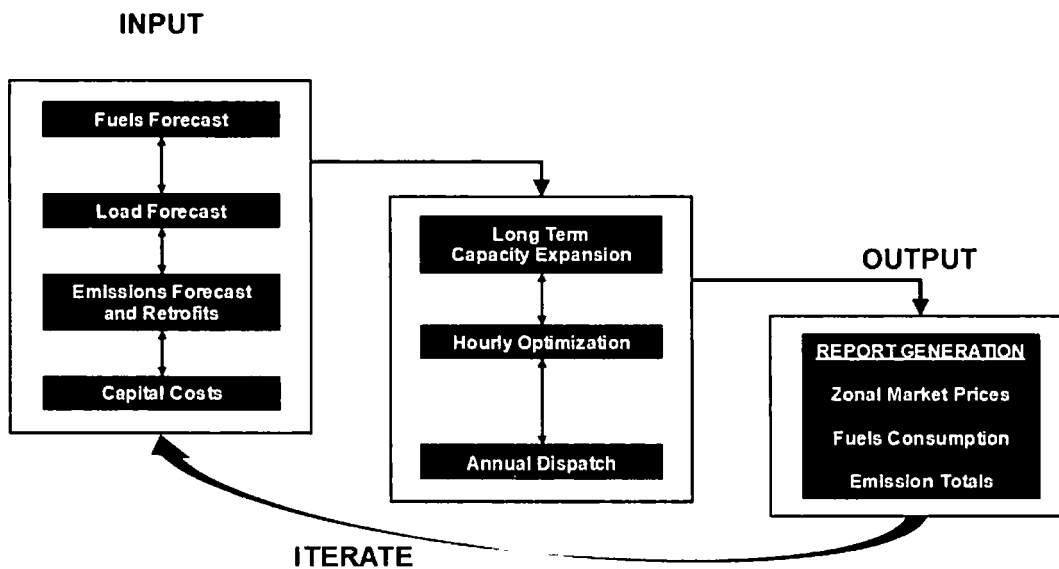 INPUT
Fuels Forecast
Load Forecast
Emissions Forecast
and Retrofits
Capital Costs
Long Term
Capacity Expansion
Hourly Optimization
Annual Dispatch
OUTPUT
REPORT GENERATION
Zonal Market Prices
Fuels Consumption
Emission Totals
ITERATE